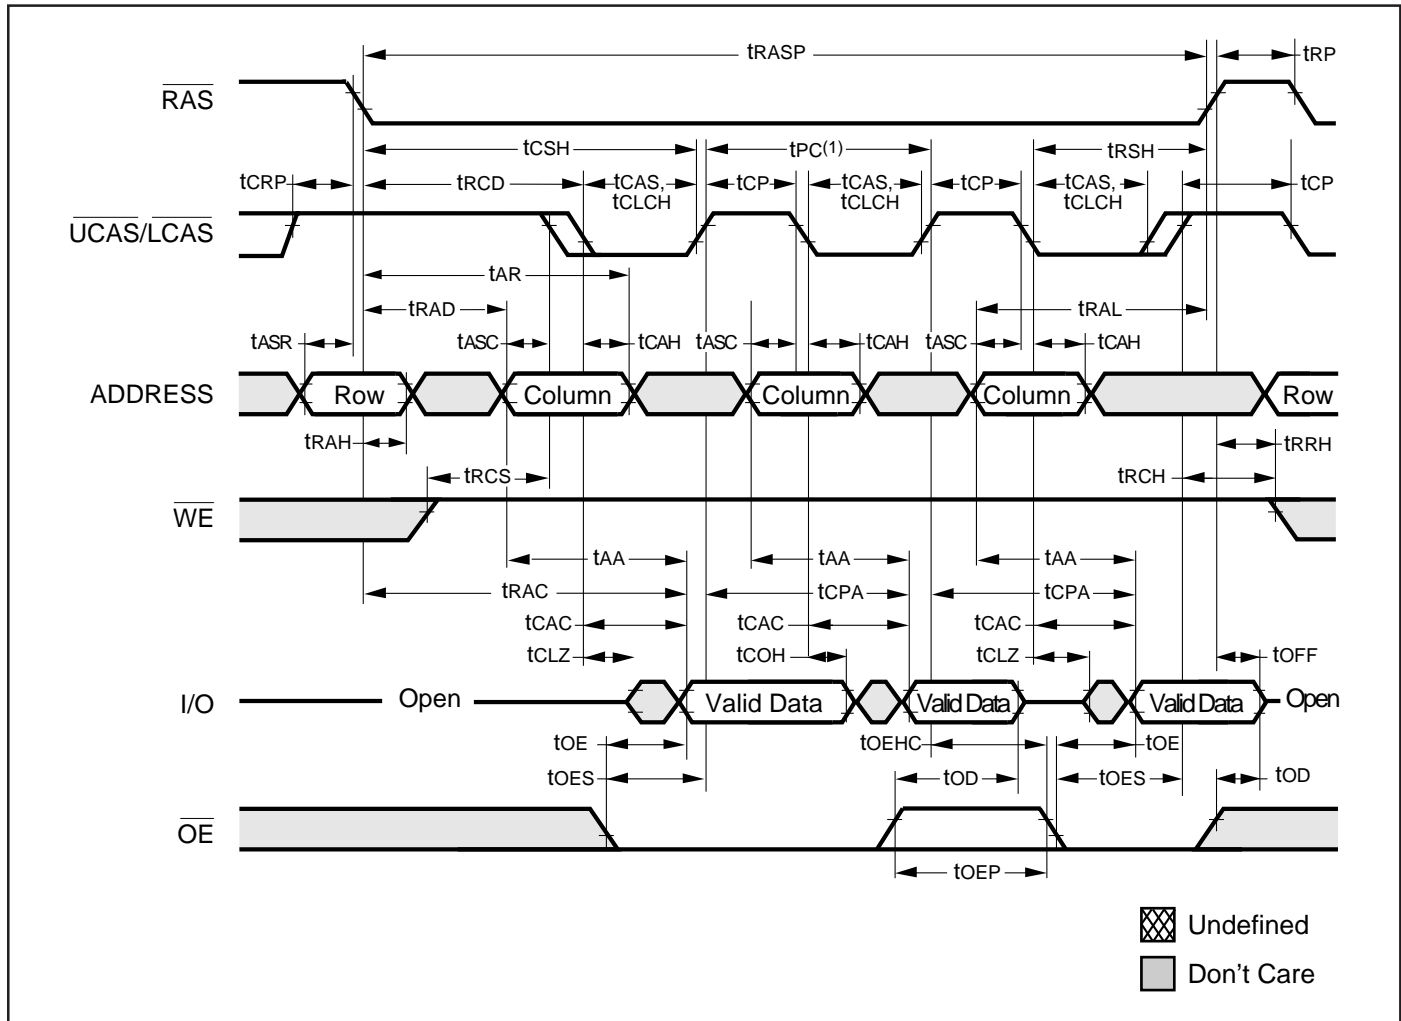 tRASP
tRP
RAS
tCSH
tPC(1)
tRSH
tCRP
tRCD
tCAS,
tCLCH
tCP
tCAS,
tCLCH
tCP
tCAS,
tCLCH
tCP
UCAS/LCAS
tAR
tRAD
tRAL
tASR
tASC
tCAH
tASC
tCAH
tASC
tCAH
ADDRESS
Row
Column
Column
Column
Row
tRAH
tRRH
tRCS
tRCH
WE
tAA
tAA
tAA
tRAC
tCPA
tCPA
tCAC
tCAC
tCAC
tCLZ
tCOH
tCLZ
tOFF
I/O
Open
Valid Data
Valid Data
Valid Data
Open
tOE
tOEHC
tOE
tOES
tOD
tOES
tOD
OE
tOEP
Undefined
Don't Care